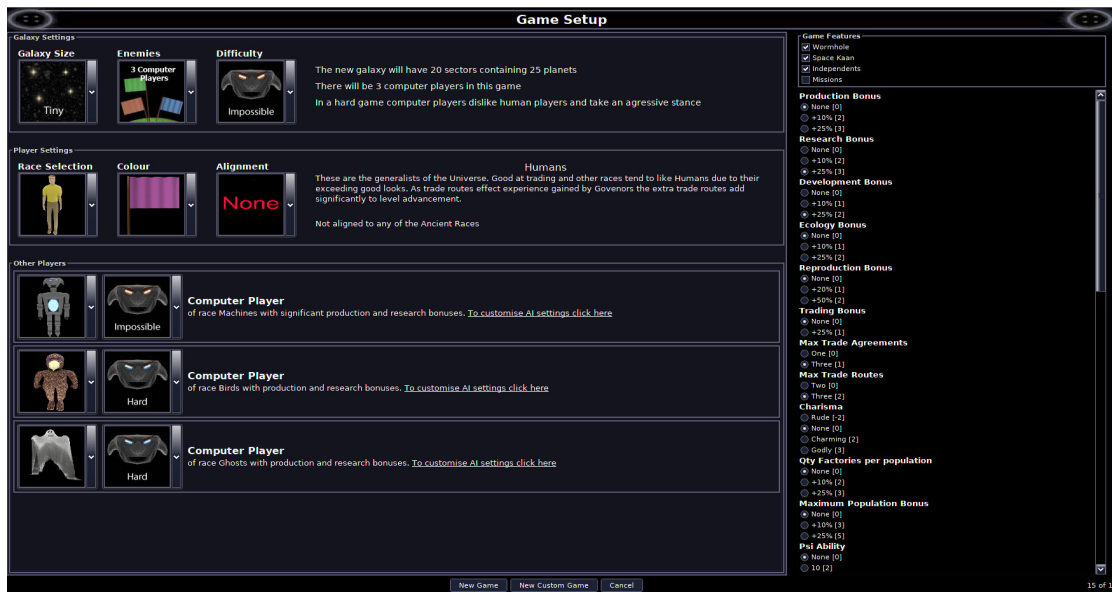 Game Setup
Galaxy Settings
Galaxy Size
Enemies
Difficulty
Tiny
3 Computer
Players
Impossible
The new galaxy will have 20 sectors containing 25 planets
There will be 3 computer players in this game
In a hard game computer players dislike human players and take an agressive stance
Player Settings
Race Selection
Colour
Alignment
None
Humans
These are the generalists of the Universe. Good at trading and other races tend to like Humans due to their
exceeding good looks. As trade routes effect experience gained by Govenors the extra trade routes add
significantly to level advancement.
Not aligned to any of the Ancient Races
Other Players
Impossible
Computer Player
of race Machines with significant production and research bonuses. To customise AI settings click here
Hard
Computer Player
of race Birds with production and research bonuses. To customise AI settings click here
Hard
Computer Player
of race Ghosts with production and research bonuses. To customise AI settings click here
Game Features
Wormhole
Space Kaan
Independents
Missions
Production Bonus
None [0]
+10% [2]
+25% [3]
Research Bonus
None [0]
+10% [2]
+25% [3]
Development Bonus
None [0]
+10% [1]
+25% [2]
Ecology Bonus
None [0]
+10% [1]
+25% [2]
Reproduction Bonus
None [0]
+20% [1]
+50% [2]
Trading Bonus
None [0]
+25% [1]
Max Trade Agreements
One [0]
Three [1]
Max Trade Routes
Two [0]
Three [2]
Charisma
Rude [-2]
None [0]
Charming [2]
Godly [3]
Qty Factories per population
None [0]
+10% [2]
+25% [3]
Maximum Population Bonus
None [0]
+10% [3]
+25% [5]
Psi Ability
None [0]
10 [2]
New Game
New Custom Game
Cancel
15 of 1